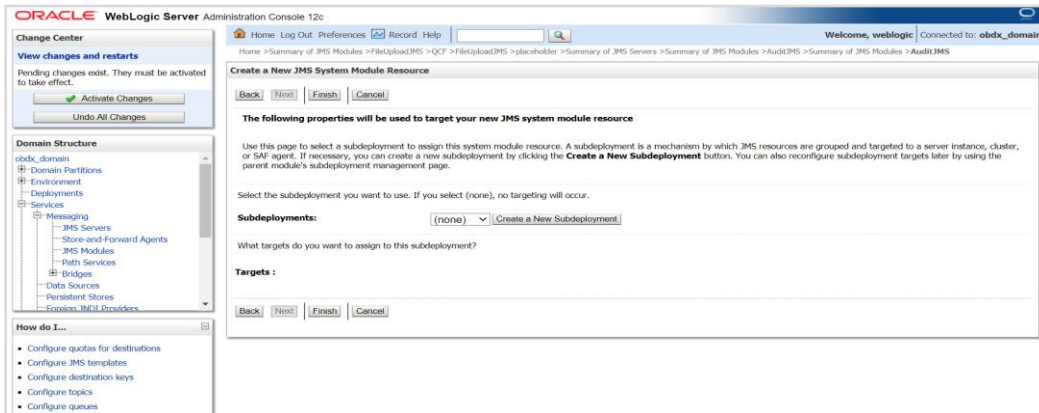 ORACLE WebLogic Server Administration Console 12c
Change Center
View changes and restarts
Pending changes exist. They must be activated
to take effect.
Activate Changes
Undo All Changes
Domain Structure
obdx_domain
Domain Partitions
Environment
Deployments
Services
Messaging
JMS Servers
Store-and-Forward Agents
JMS Modules
Path Services
Bridges
Data Sources
Persistent Stores
Foreign JNDI Providers
How do I...
Configure quotas for destinations
Configure JMS templates
Configure destination keys
Configure topics
Configure queues
Home Log Out Preferences Record Help
Welcome, weblogic Connected to: obdx_domain
Home >Summary of JMS Modules >FileUploadJMS >QCF >FileUploadJMS >placeholder >Summary of JMS Servers >Summary of JMS Modules >AuditJMS >Summary of JMS Modules >AuditJMS
Create a New JMS System Module Resource
Back Next Finish Cancel
The following properties will be used to target your new JMS system module resource
Use this page to select a subdeployment to assign this system module resource. A subdeployment is a mechanism by which JMS resources are grouped and targeted to a server instance, cluster,
or SAF agent. If necessary, you can create a new subdeployment by clicking the Create a New Subdeployment button. You can also reconfigure subdeployment targets later by using the
parent module's subdeployment management page.
Select the subdeployment you want to use. If you select (none), no targeting will occur.
Subdeployments: (none) Create a New Subdeployment
What targets do you want to assign to this subdeployment?
Targets :
Back Next Finish Cancel